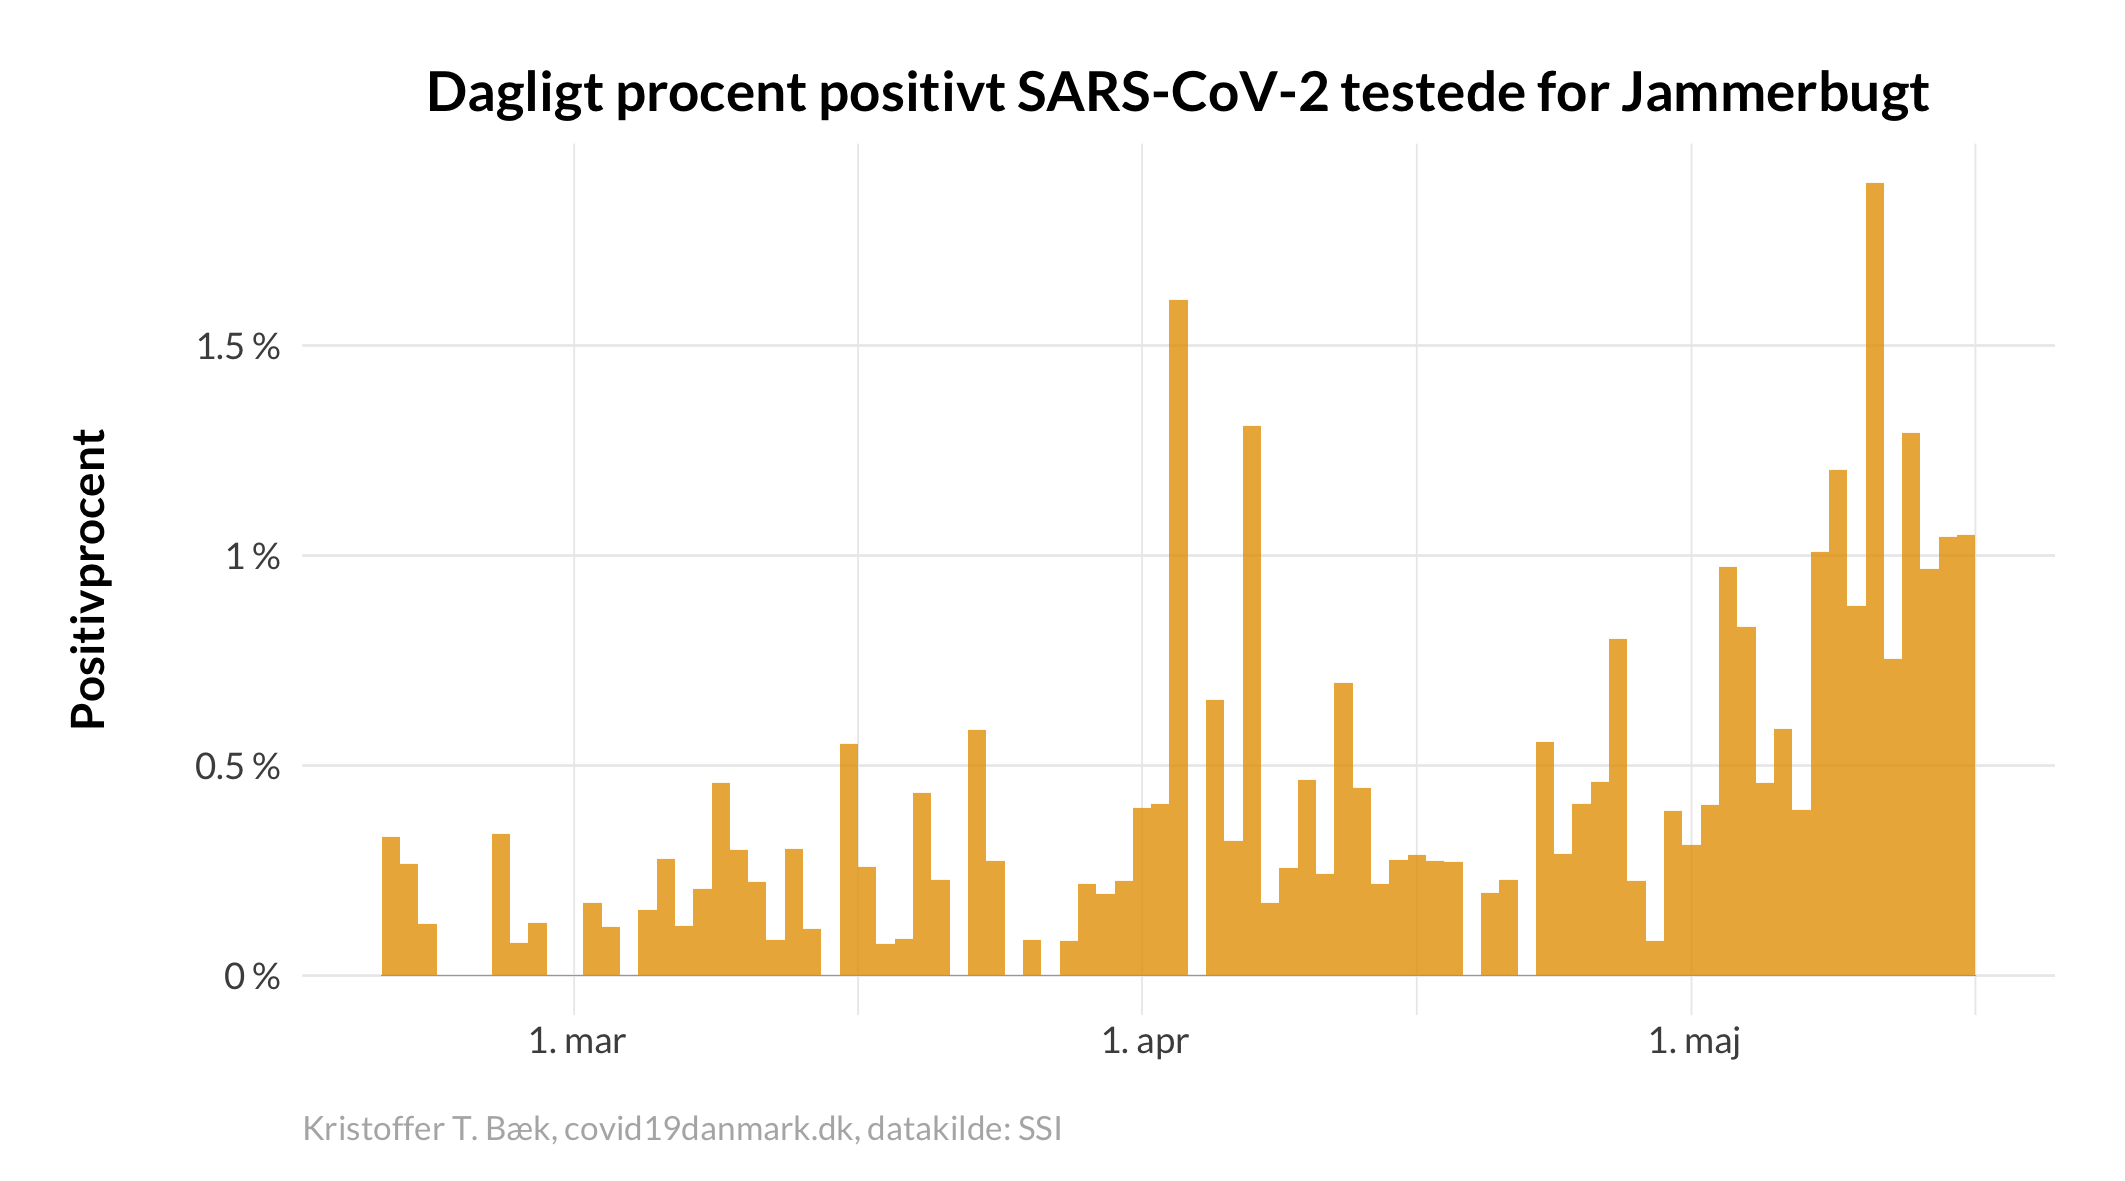 Dagligt procent positivt SARS-CoV-2 testede for Jammerbugt
Positivprocent
1.5 %
1 %
0.5 %
0 %
1. mar
1. apr
1. maj
Kristoffer T. Bæk, covid19danmark.dk, datakilde: SSI